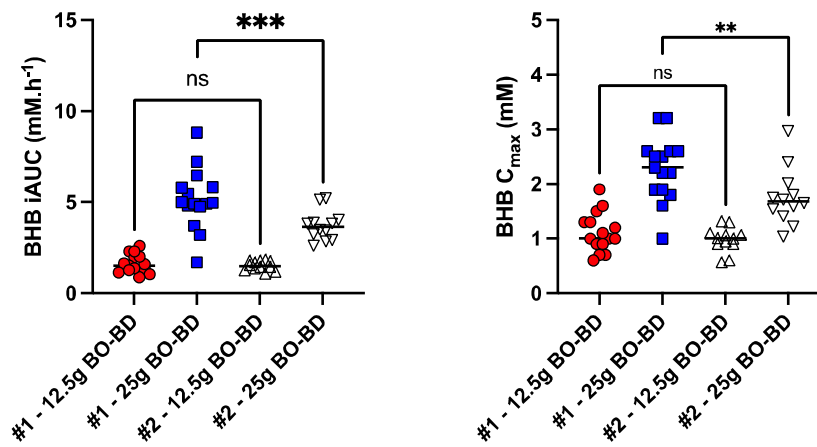 BHB iAUC (mM.h-1)
15
10
5
0
***
ns
#1 - 12.5g BO-BD
#1 - 25g BO-BD
#2 - 12.5g BO-BD
#2 - 25g BO-BD
BHB Cmax (mM)
5
4
3
2
1
0
**
ns
#1 - 12.5g BO-BD
#1 - 25g BO-BD
#2 - 12.5g BO-BD
#2 - 25g BO-BD